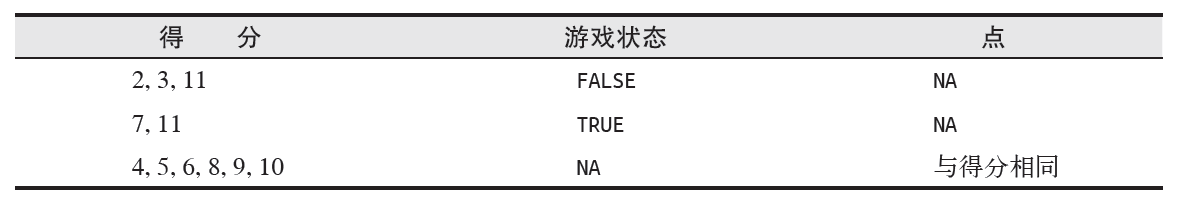 得 分 游戏状态 点
2, 3, 11 FALSE NA
7, 11 TRUE NA
4, 5, 6, 8, 9, 10 NA 与得分相同